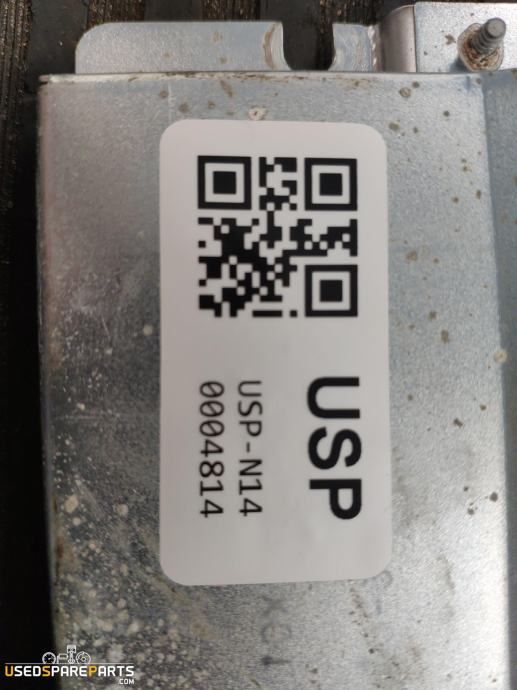 USP
USP-N14
0004814
USEDSPAREPARTS
.COM